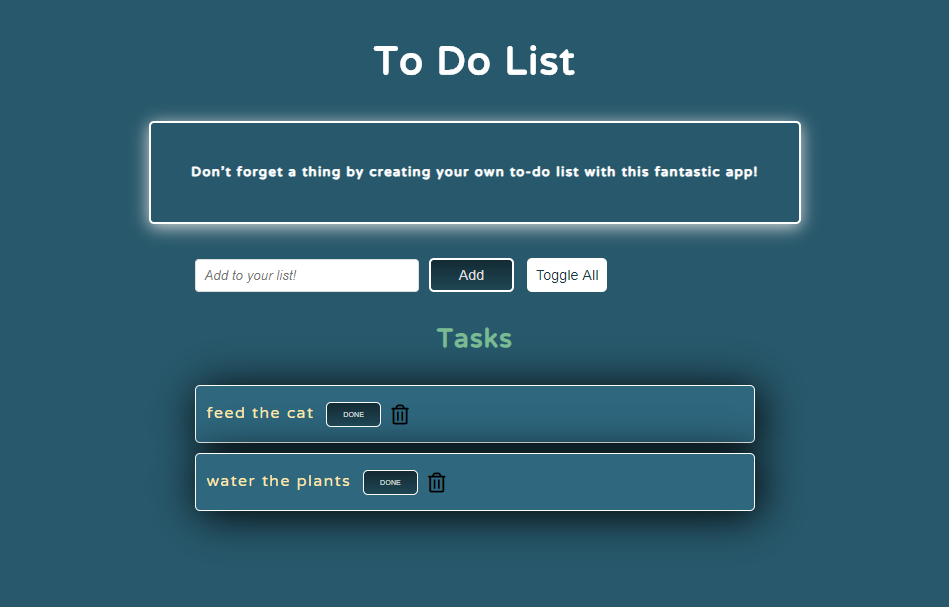 To Do List
Don't forget a thing by creating your own to-do list with this fantastic app!
Add to your list! Add Toggle All
Tasks
feed the cat DONE
water the plants DONE